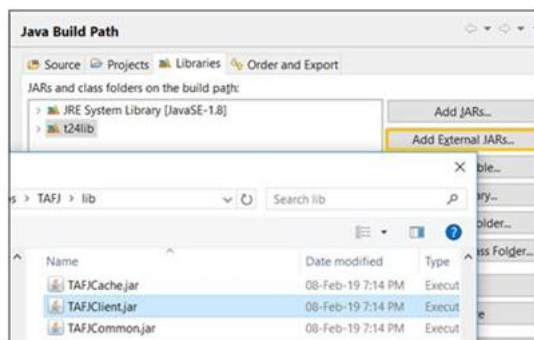 Java Build Path
Source Projects Libraries Order and Export
JARs and class folders on the build path:
JRE System Library [JavaSE-1.8]
t24lib
Add JARs...
Add External JARs...
TAFJ > lib
Search lib
Name Date modified Type
TAFJCache.jar 08-Feb-19 7:14 PM Execut
TAFJClient.jar 08-Feb-19 7:14 PM Execut
TAFJCommon.jar 08-Feb-19 7:14 PM Execut